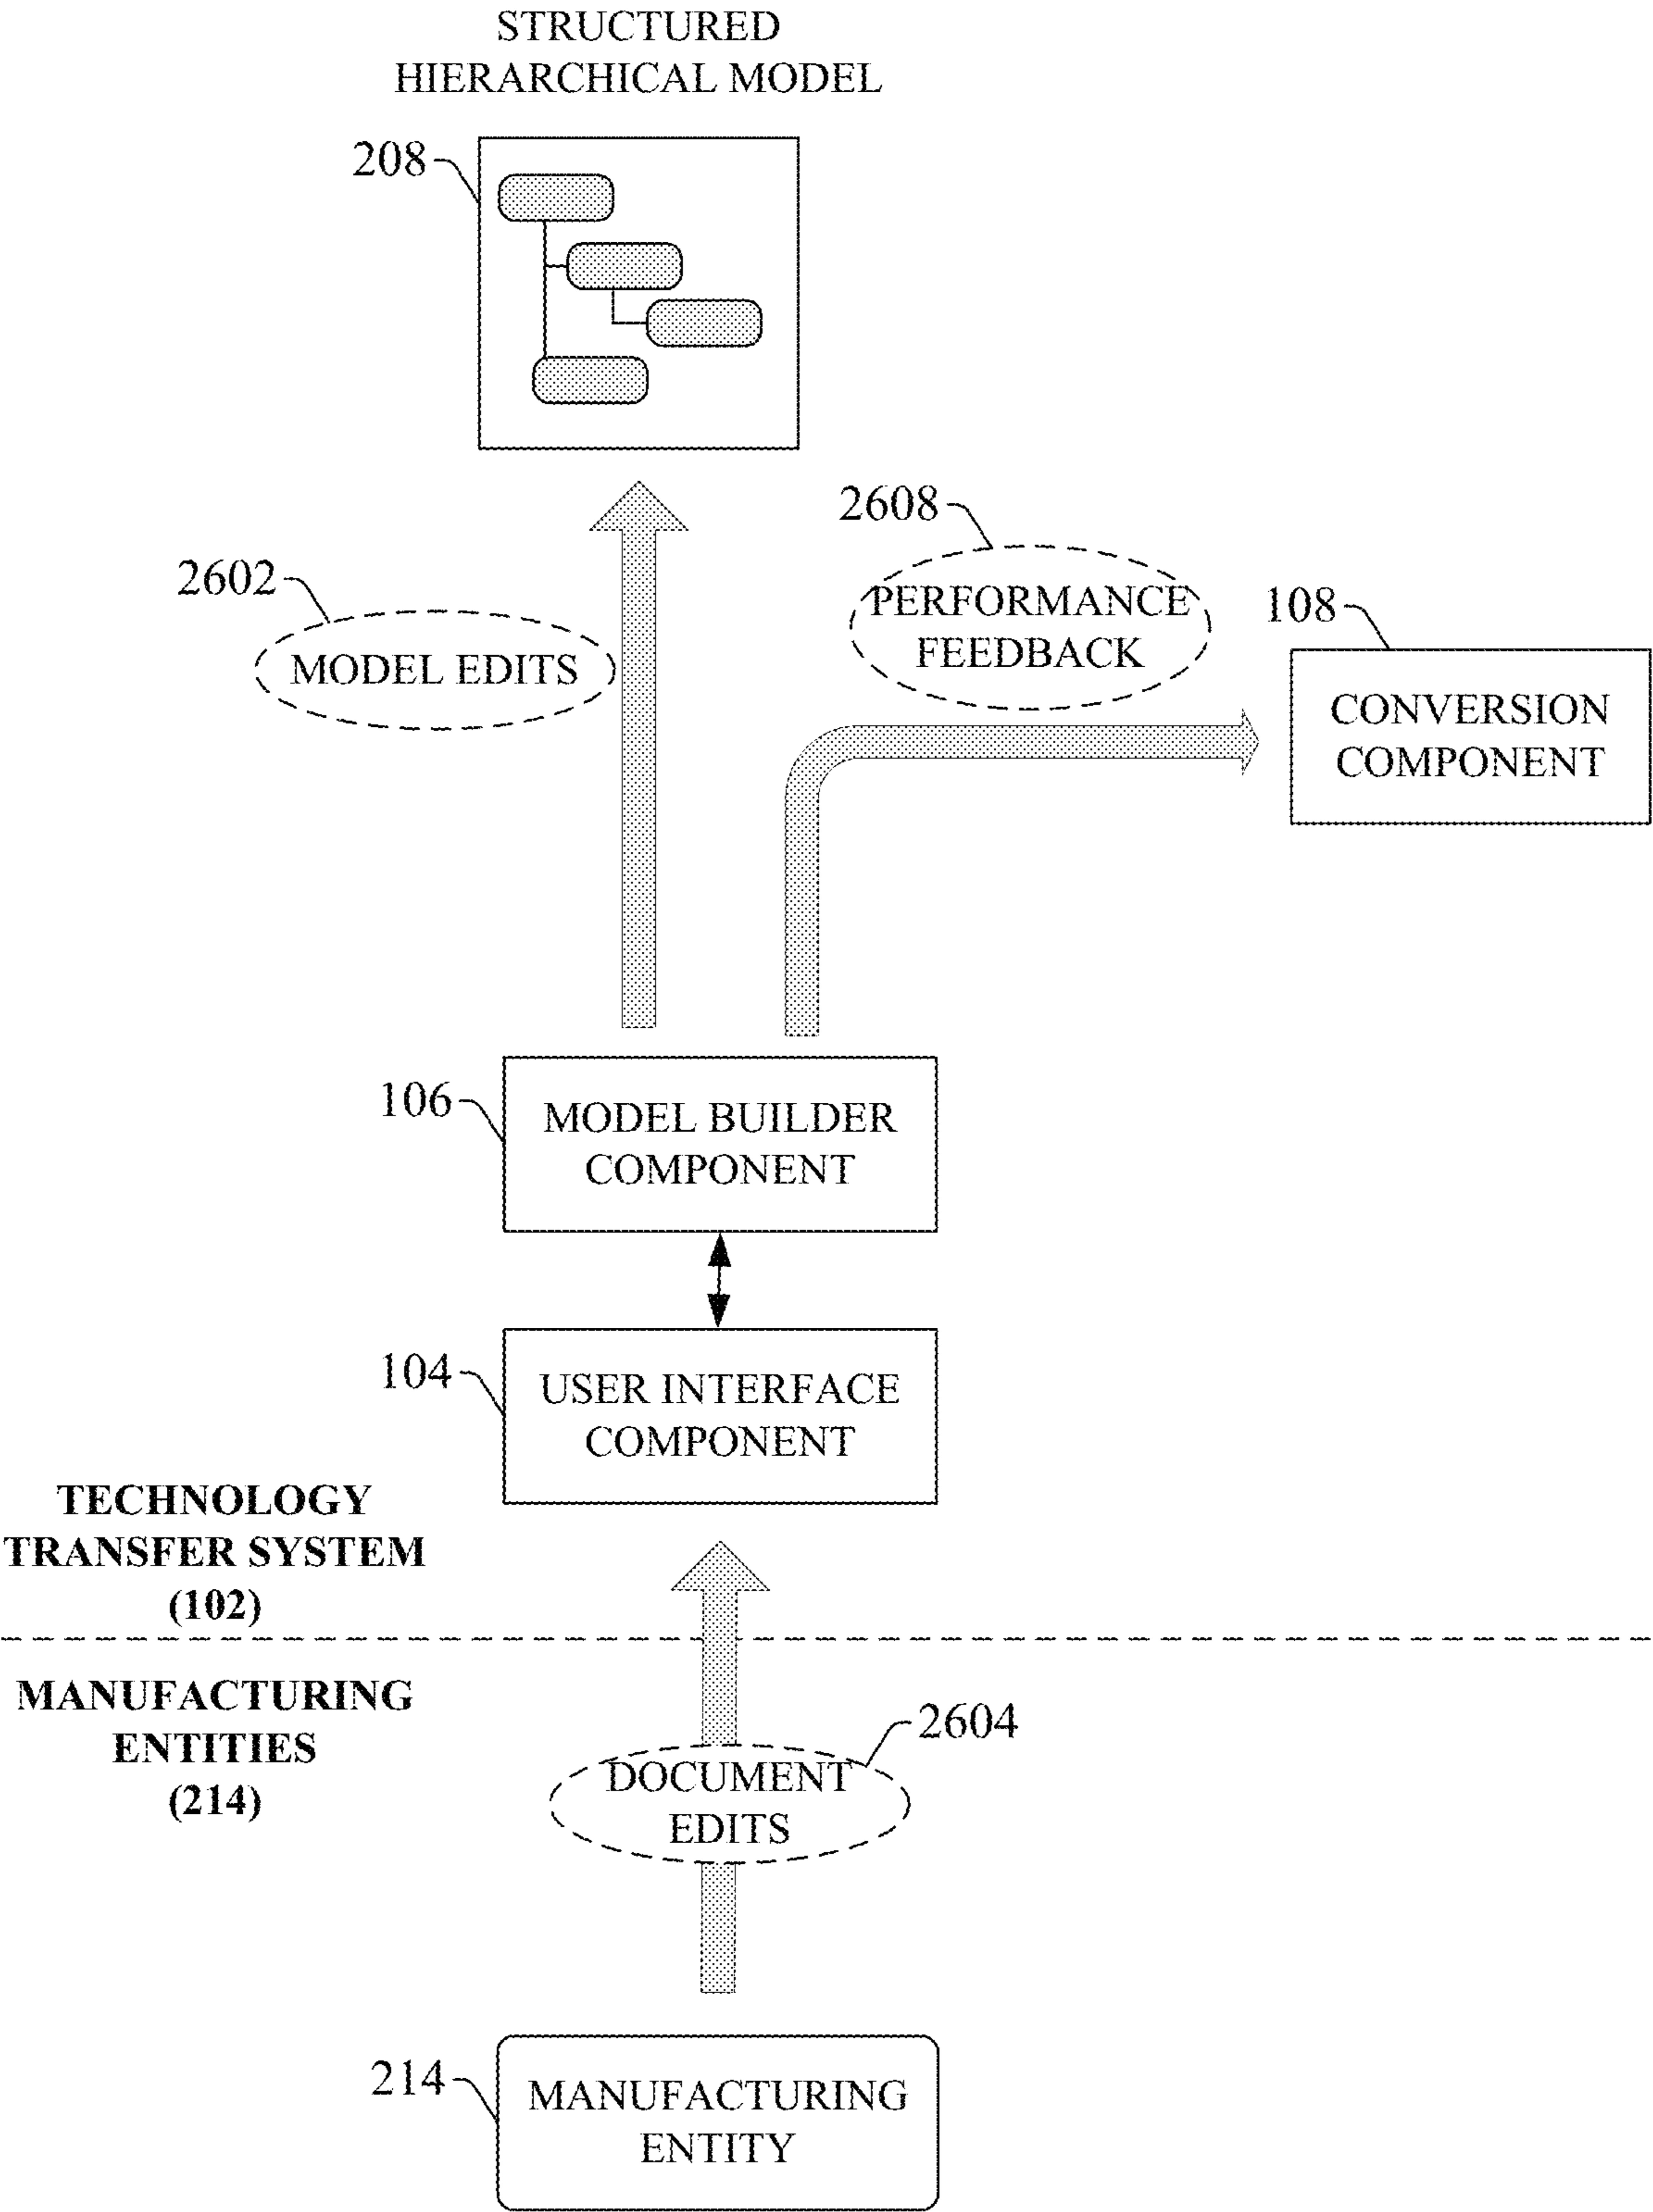 STRUCTURED
HIERARCHICAL MODEL
208
2608
PERFORMANCE
FEEDBACK
2602
MODEL EDITS
108
CONVERSION
COMPONENT
106
MODEL BUILDER
COMPONENT
104
USER INTERFACE
COMPONENT
TECHNOLOGY
TRANSFER SYSTEM
(102)
MANUFACTURING
ENTITIES
(214)
2604
DOCUMENT
EDITS
214
MANUFACTURING
ENTITY